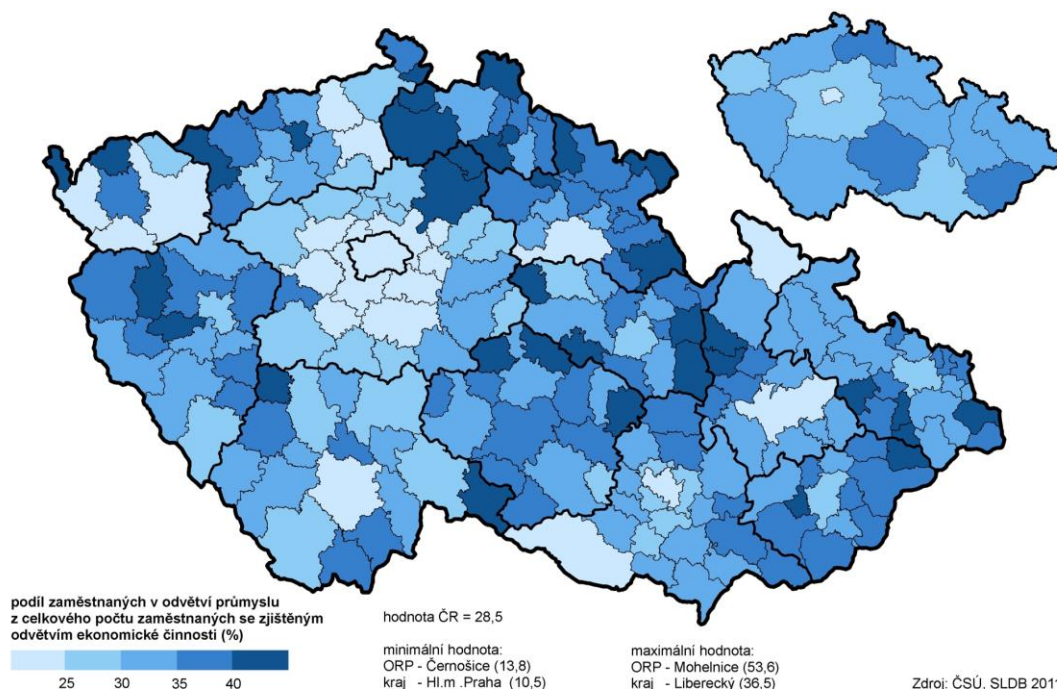 podíl zaměstnaných v odvětví průmyslu
z celkového počtu zaměstnaných se zjištěným
odvětvím ekonomické činnosti (%)
25 30 35 40
hodnota ČR = 28,5
minimální hodnota:
ORP - Černošice (13,8)
kraj - Hl.m .Praha (10,5)
maximální hodnota:
ORP - Mohelnice (53,6)
kraj - Liberecký (36,5)
Zdroj: ČSÚ, SLDB 2011